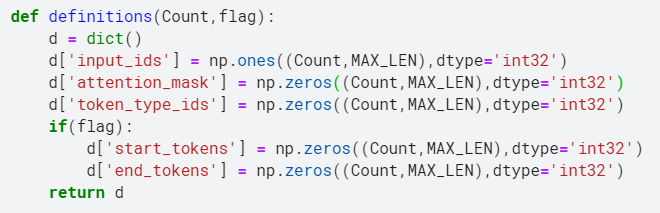 def definitions(Count,flag):
    d = dict()
    d['input_ids'] = np.ones((Count,MAX_LEN),dtype='int32')
    d['attention_mask'] = np.zeros((Count,MAX_LEN),dtype='int32')
    d['token_type_ids'] = np.zeros((Count,MAX_LEN),dtype='int32')
    if(flag):
        d['start_tokens'] = np.zeros((Count,MAX_LEN),dtype='int32')
        d['end_tokens'] = np.zeros((Count,MAX_LEN),dtype='int32')
    return d